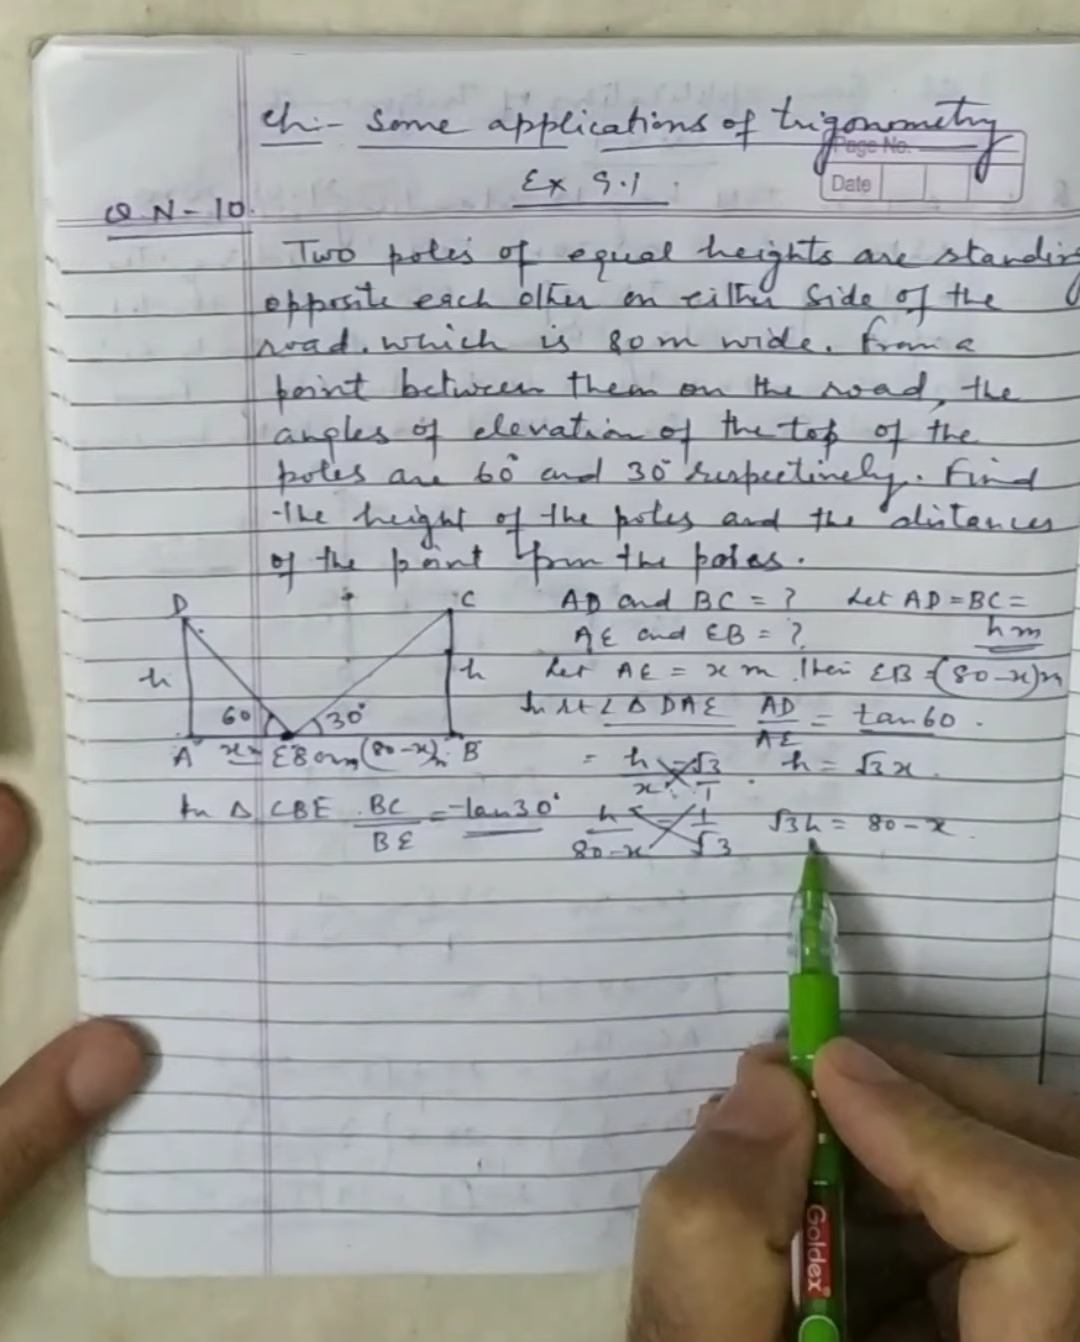 Ch:- Some applications of trigonometry
Page No.
Date
Ex 9.1
Q.N-10.
Two poles of equal heights are standing
opposite each other on either side of the
road. which is 80m wide. From a
point between them on the road, the
angles of elevation of the top of the
poles are 60° and 30° respectively. Find
the height of the poles and the distances
of the point from the poles.
D C
h h
60 30°
A x E 80m (80-x)m B
AD and BC = ? Let AD = BC =
AE and EB = ? h m
Let AE = x m. Then EB = (80-x)m
In rt ∠ Δ DAE AD/AE = tan60.
= h/x = √3/1 . h = √3x.
In Δ CBE BC/BE = tan30° h/80-x = 1/√3 √3h = 80-x.
Goldex